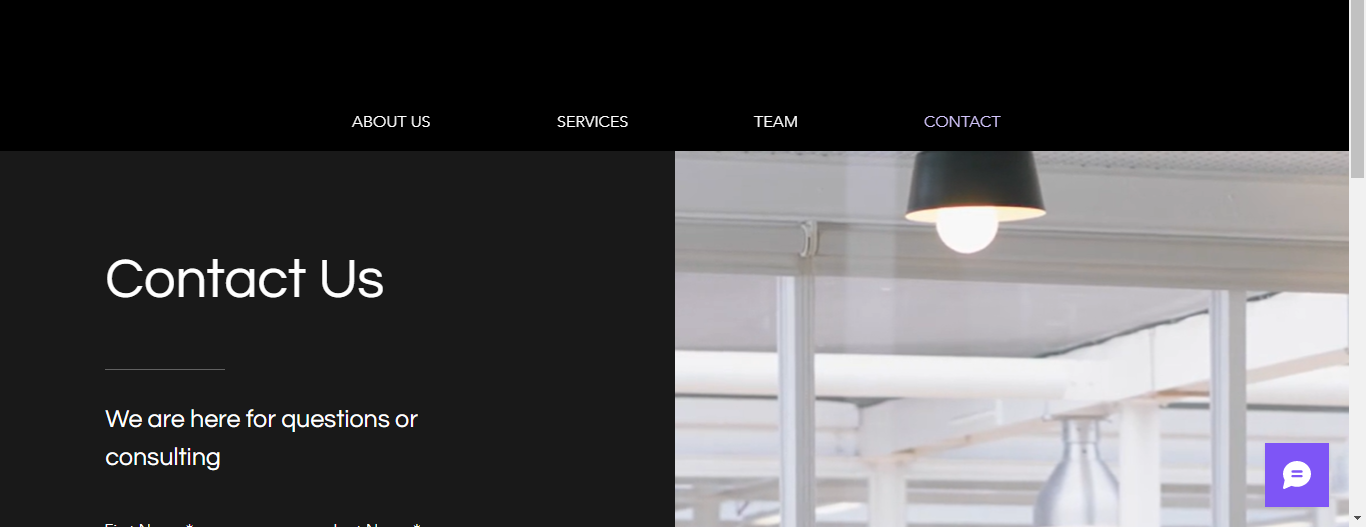 ABOUT US
SERVICES
TEAM
CONTACT
Contact Us
We are here for questions or
consulting